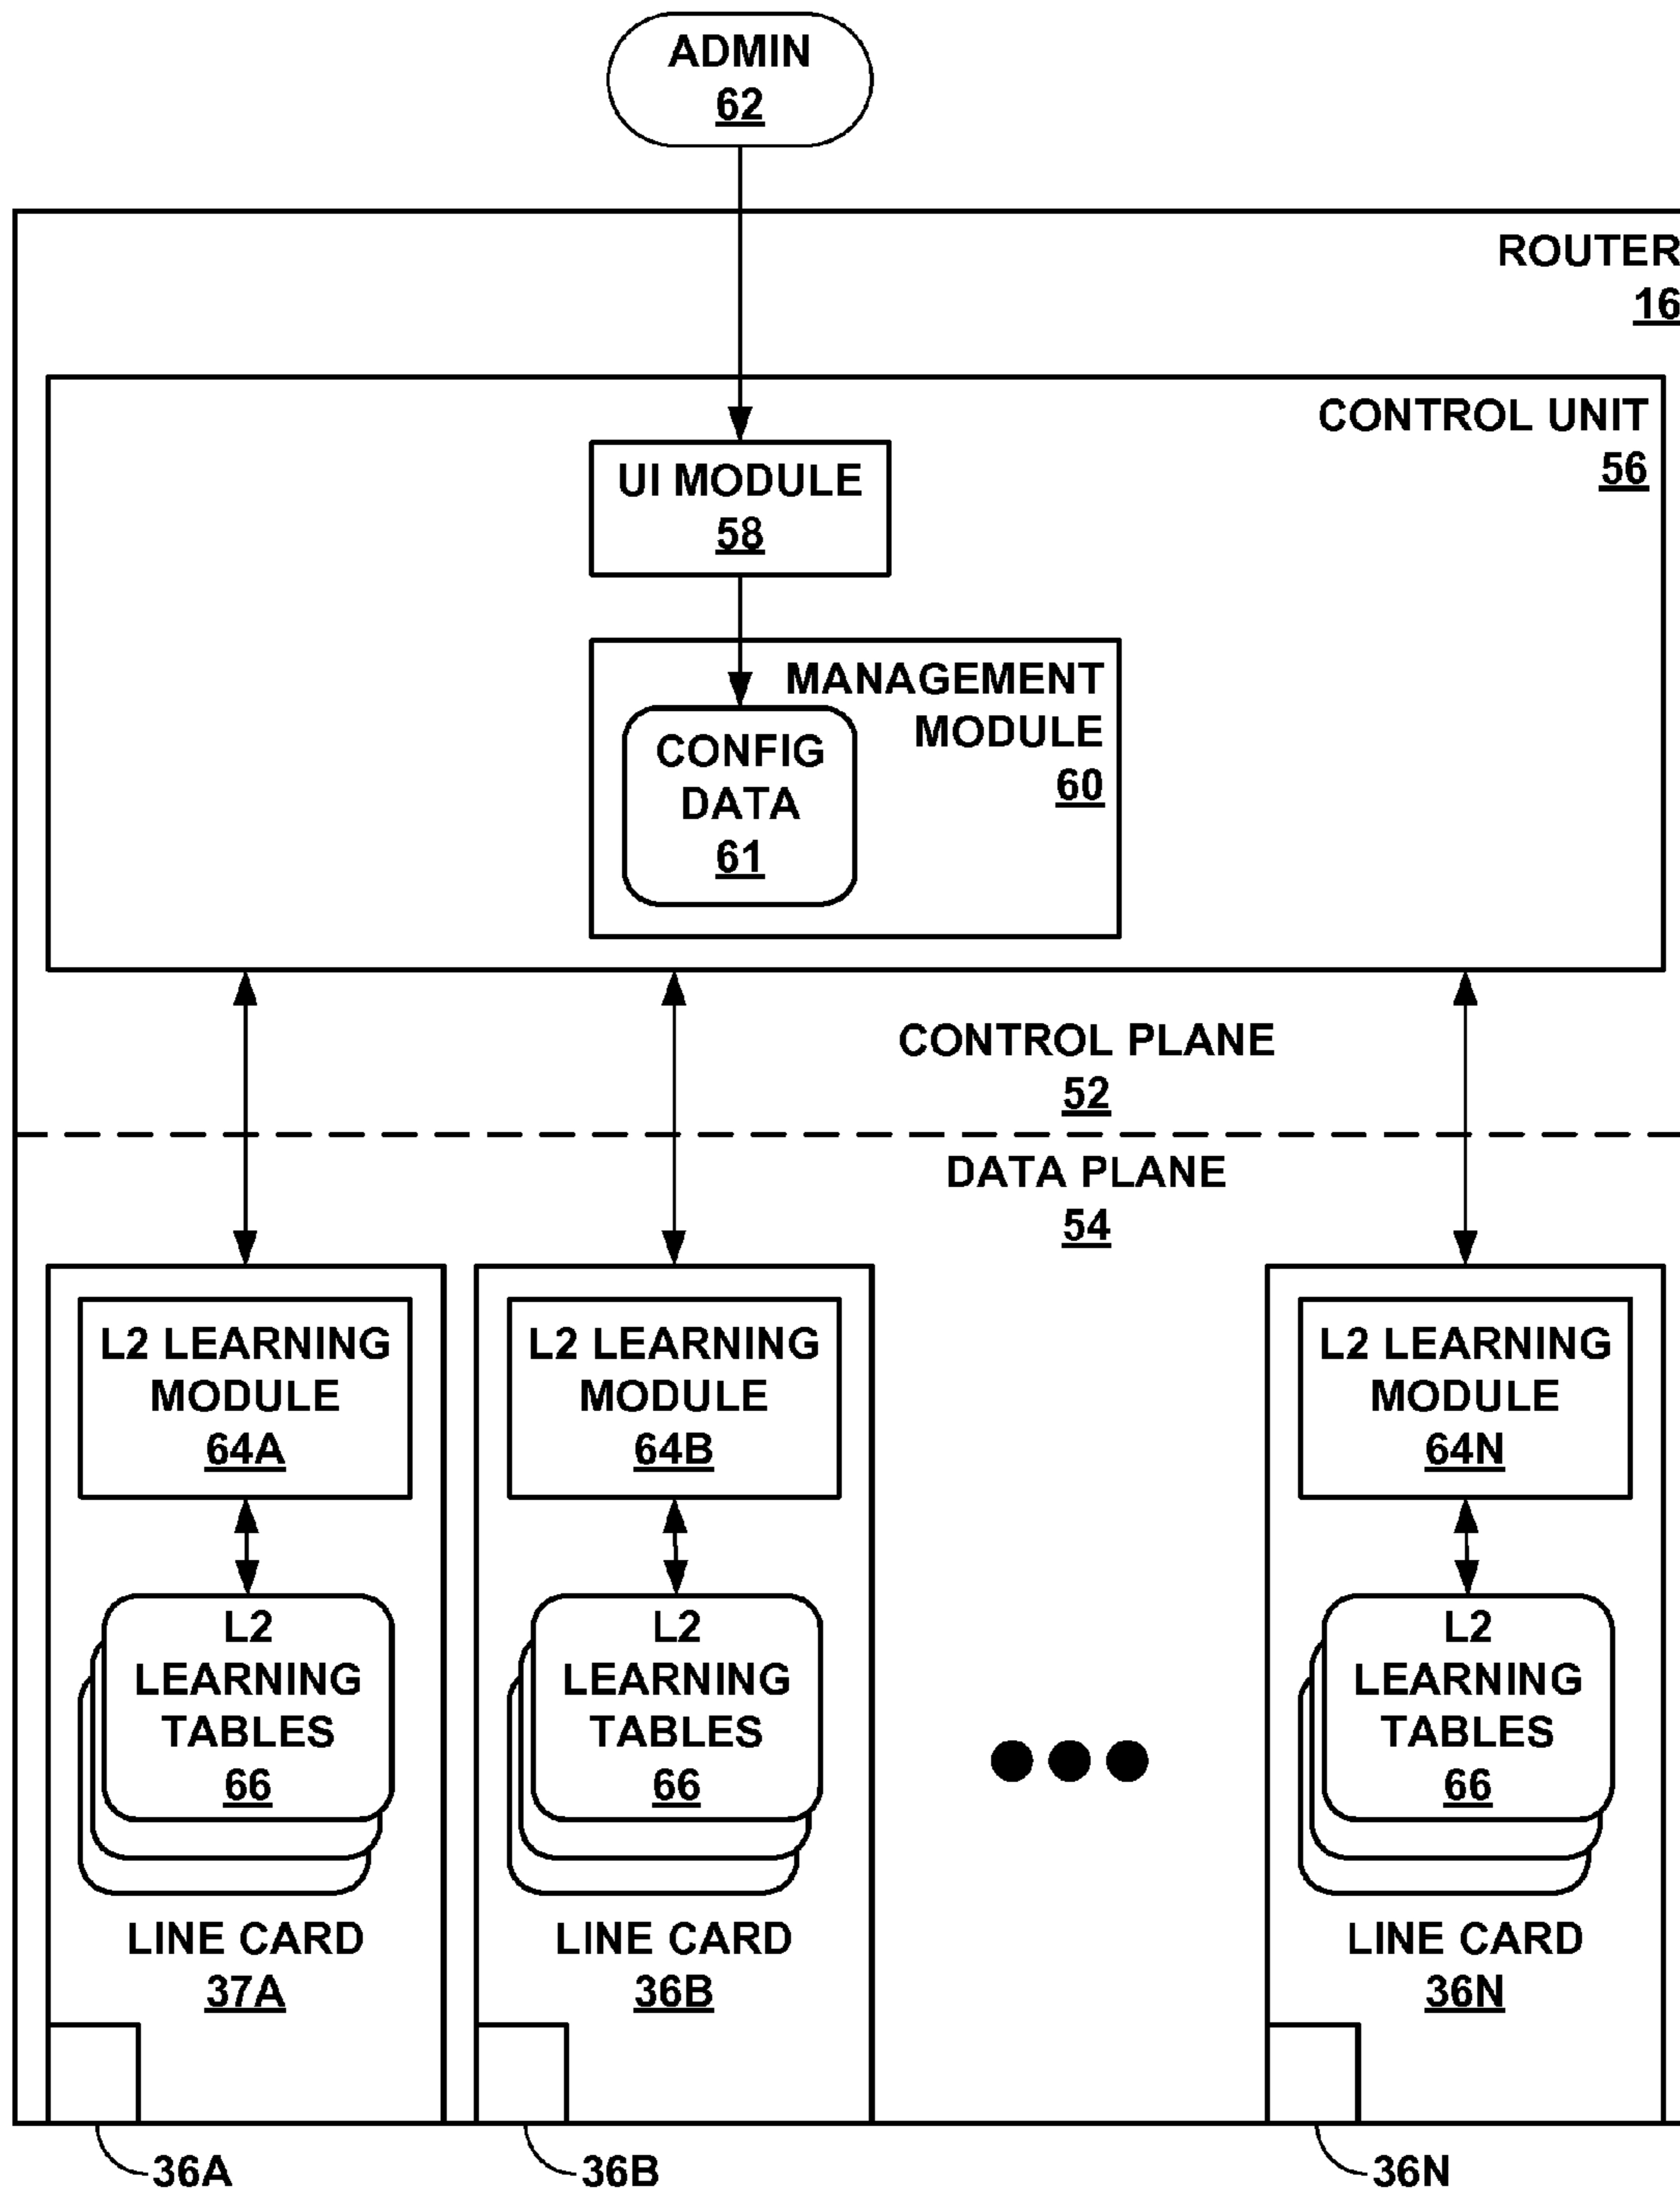 ADMIN
62
ROUTER
16
CONTROL UNIT
56
UI MODULE
58
MANAGEMENT
MODULE
60
CONFIG
DATA
61
CONTROL PLANE
52
DATA PLANE
54
L2 LEARNING
MODULE
64A
L2
LEARNING
TABLES
66
LINE CARD
37A
36A
L2 LEARNING
MODULE
64B
L2
LEARNING
TABLES
66
LINE CARD
36B
36B
L2 LEARNING
MODULE
64N
L2
LEARNING
TABLES
66
LINE CARD
36N
36N